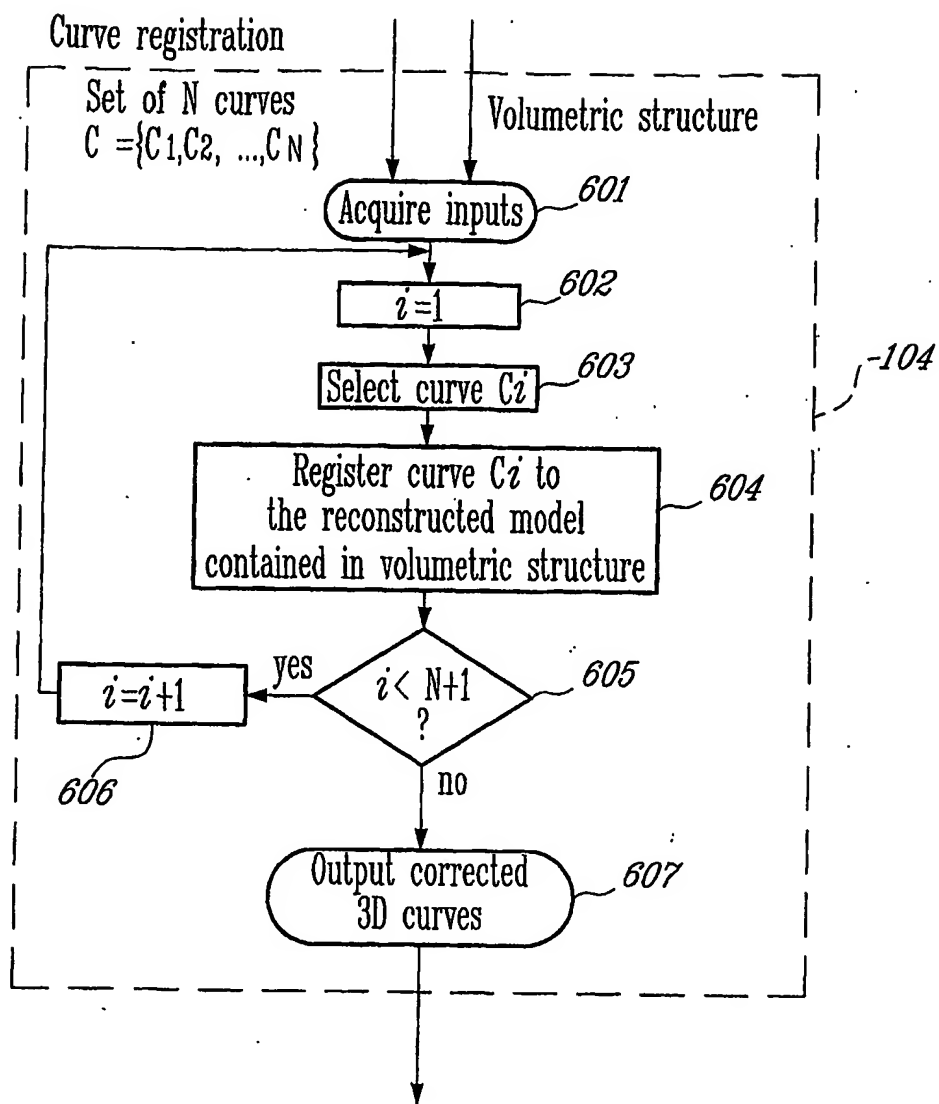 Curve registration
Set of N curves
C ={C1,C2, ...,CN}
Volumetric structure
Acquire inputs
601
i=1
602
Select curve Ci
603
-104
Register curve Ci to
the reconstructed model
contained in volumetric structure
604
yes
i< N+1
?
605
i=i+1
606
no
Output corrected
3D curves
607